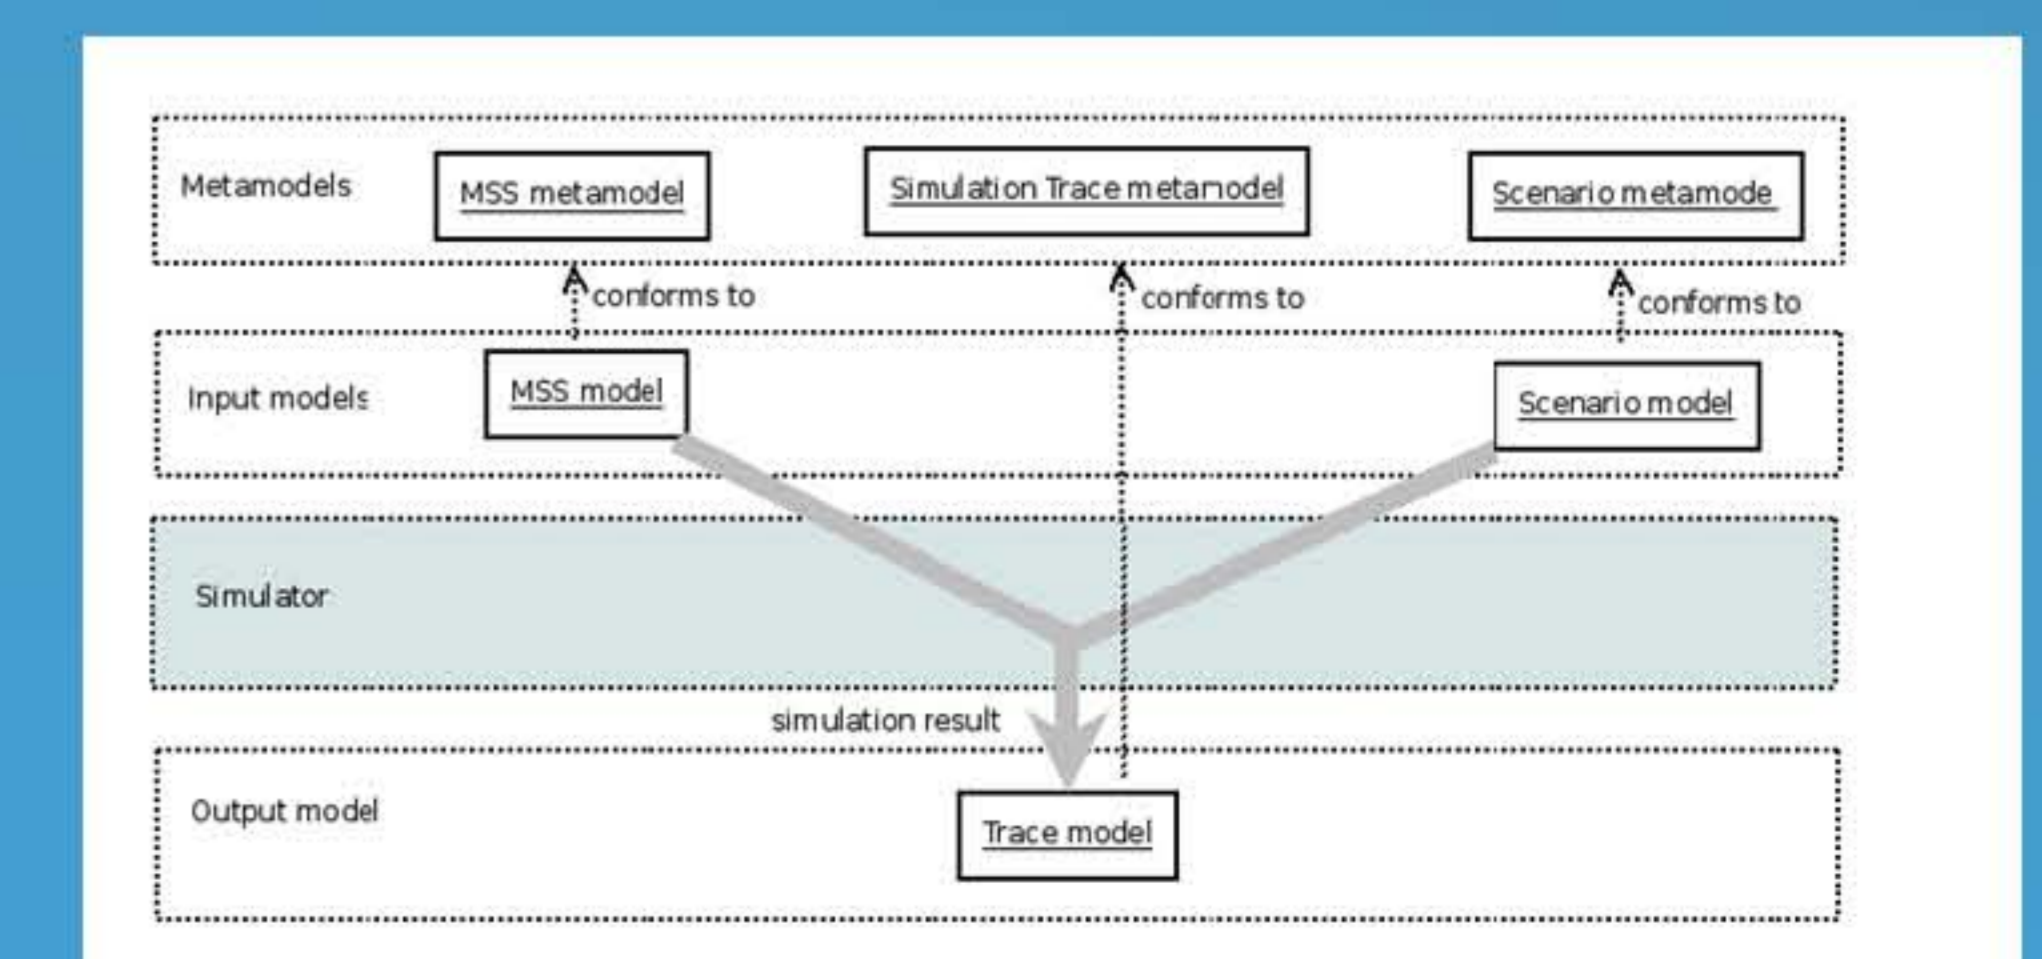 Metamodels
MSS metamodel
Simulation Trace metamodel
Scenario metamode
conforms to
conforms to
conforms to
Input models
MSS model
Scenario model
Simulator
simulation result
Output model
Trace model